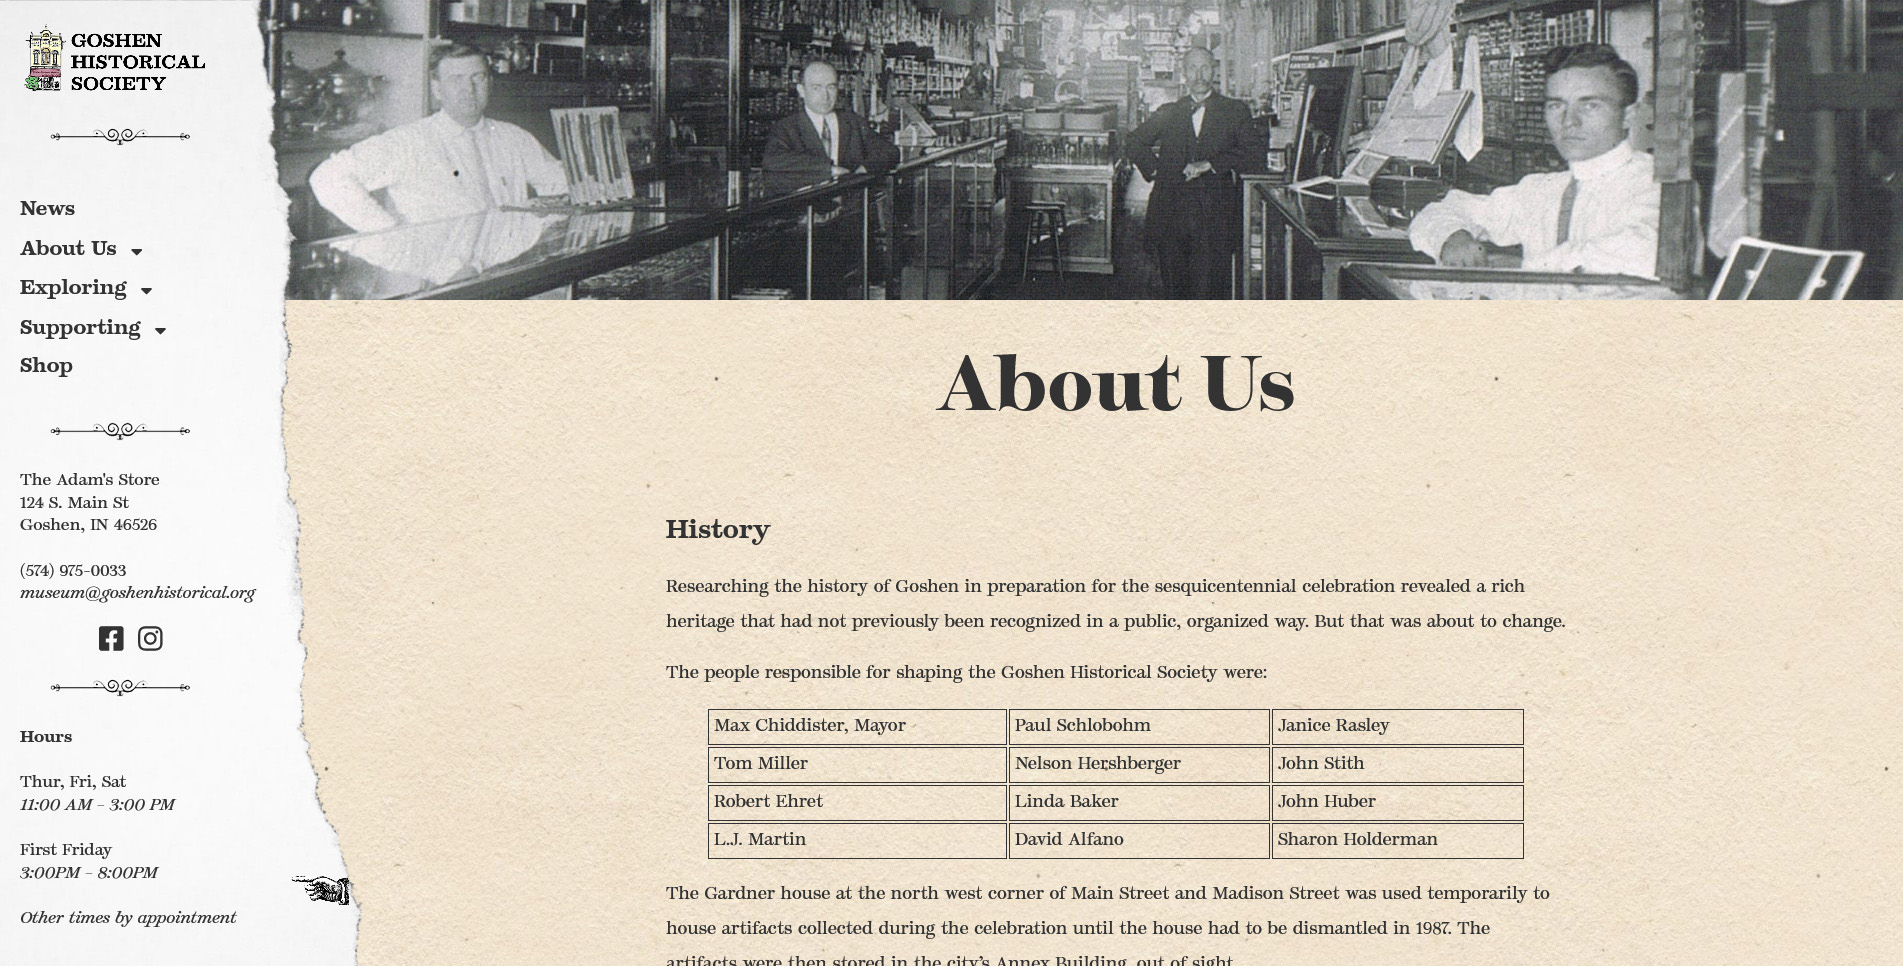 GOSHEN
HISTORICAL
SOCIETY
News
About Us
Exploring
Supporting
Shop
The Adam's Store
124 S. Main St
Goshen, IN 46526
(574) 975-0033
museum@goshenhistorical.org
Hours
Thur, Fri, Sat
11:00 AM - 3:00 PM
First Friday
3:00PM - 8:00PM
Other times by appointment
About Us
History
Researching the history of Goshen in preparation for the sesquicentennial celebration revealed a rich
heritage that had not previously been recognized in a public, organized way. But that was about to change.
The people responsible for shaping the Goshen Historical Society were:
Max Chiddister, Mayor Paul Schlobohm Janice Rasley
Tom Miller Nelson Hershberger John Stith
Robert Ehret Linda Baker John Huber
L.J. Martin David Alfano Sharon Holderman
The Gardner house at the north west corner of Main Street and Madison Street was used temporarily to
house artifacts collected during the celebration until the house had to be dismantled in 1987. The
artifacts were then stored in the city's Annex Building, out of sight.